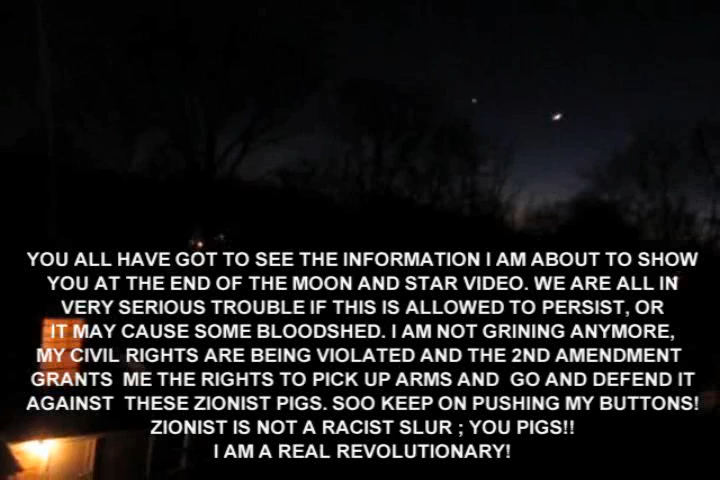 YOU ALL HAVE GOT TO SEE THE INFORMATION I AM ABOUT TO SHOW
YOU AT THE END OF THE MOON AND STAR VIDEO. WE ARE ALL IN
VERY SERIOUS TROUBLE IF THIS IS ALLOWED TO PERSIST, OR
IT MAY CAUSE SOME BLOODSHED. I AM NOT GRINING ANYMORE,
MY CIVIL RIGHTS ARE BEING VIOLATED AND THE 2ND AMENDMENT
GRANTS ME THE RIGHTS TO PICK UP ARMS AND GO AND DEFEND IT
AGAINST THESE ZIONIST PIGS. SOO KEEP ON PUSHING MY BUTTONS!
ZIONIST IS NOT A RACIST SLUR ; YOU PIGS!!
I AM A REAL REVOLUTIONARY!